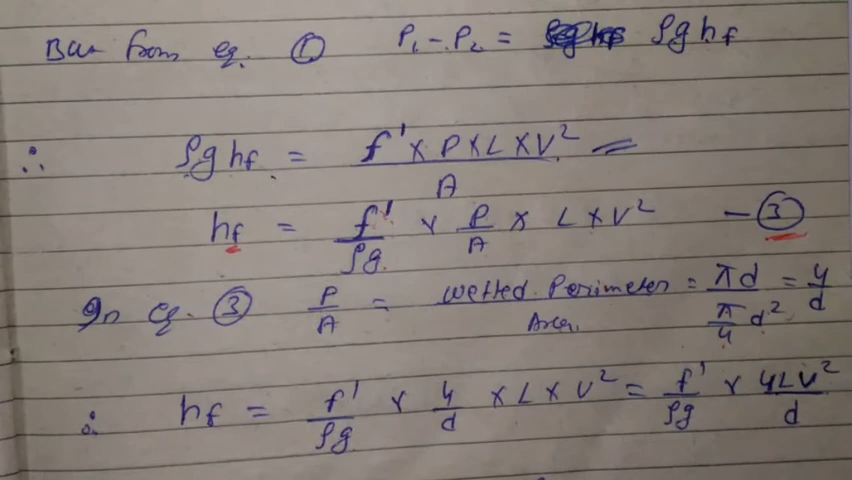 But from eq. ① P₁ - P₂ = ρg hf
∴ ρg hf = f' × P × L × V² / A
hf = f' / ρg × P / A × L × V² — ③
In eq. ③ P / A = Wetted Perimeter / Area = πd / (π/4 d²) = 4 / d
∴ hf = f' / ρg × 4 / d × L × V² = f' / ρg × 4LV² / d